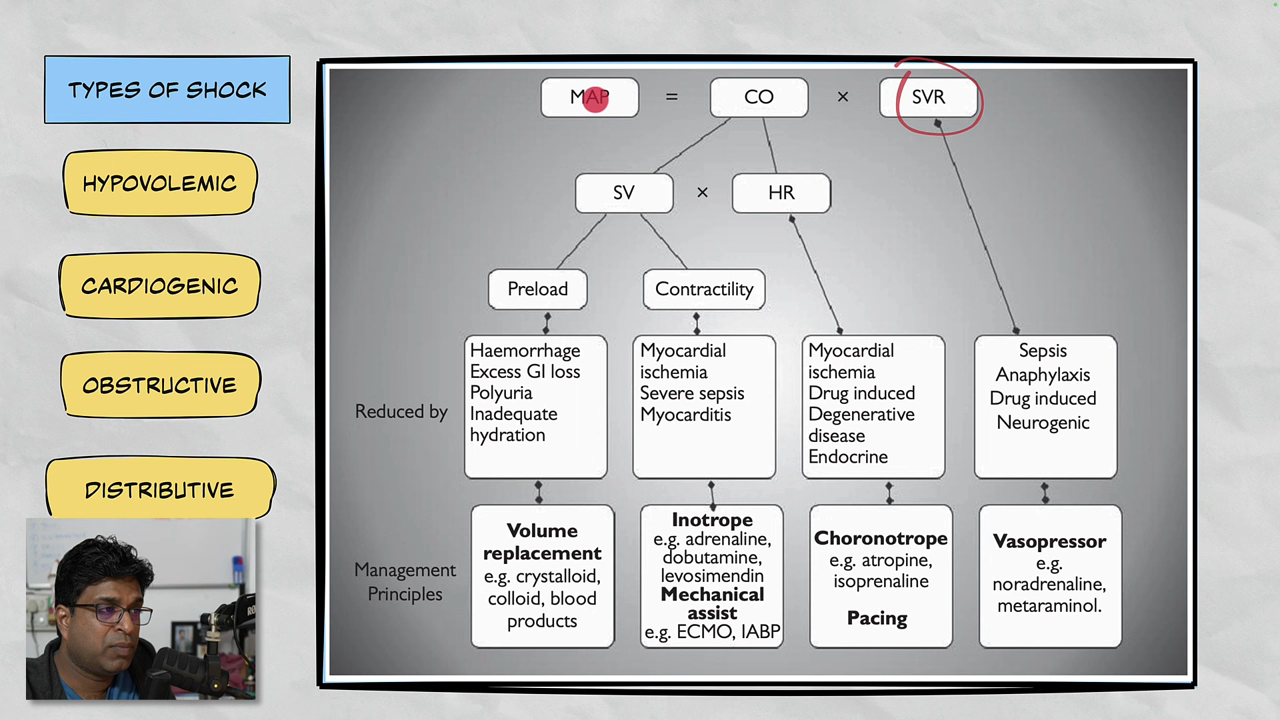 TYPES OF SHOCK
HYPOVOLEMIC
CARDIOGENIC
OBSTRUCTIVE
DISTRIBUTIVE
MAP = CO × SVR
SV × HR
Preload
Contractility
Reduced by
Haemorrhage
Excess GI loss
Polyuria
Inadequate
hydration
Myocardial
ischemia
Severe sepsis
Myocarditis
Myocardial
ischemia
Drug induced
Degenerative
disease
Endocrine
Sepsis
Anaphylaxis
Drug induced
Neurogenic
Management
Principles
Volume
replacement
e.g. crystalloid,
colloid, blood
products
Inotrope
e.g. adrenaline,
dobutamine,
levosimendin
Mechanical
assist
e.g. ECMO, IABP
Choronotrope
e.g. atropine,
isoprenaline
Pacing
Vasopressor
e.g.
noradrenaline,
metaraminol.